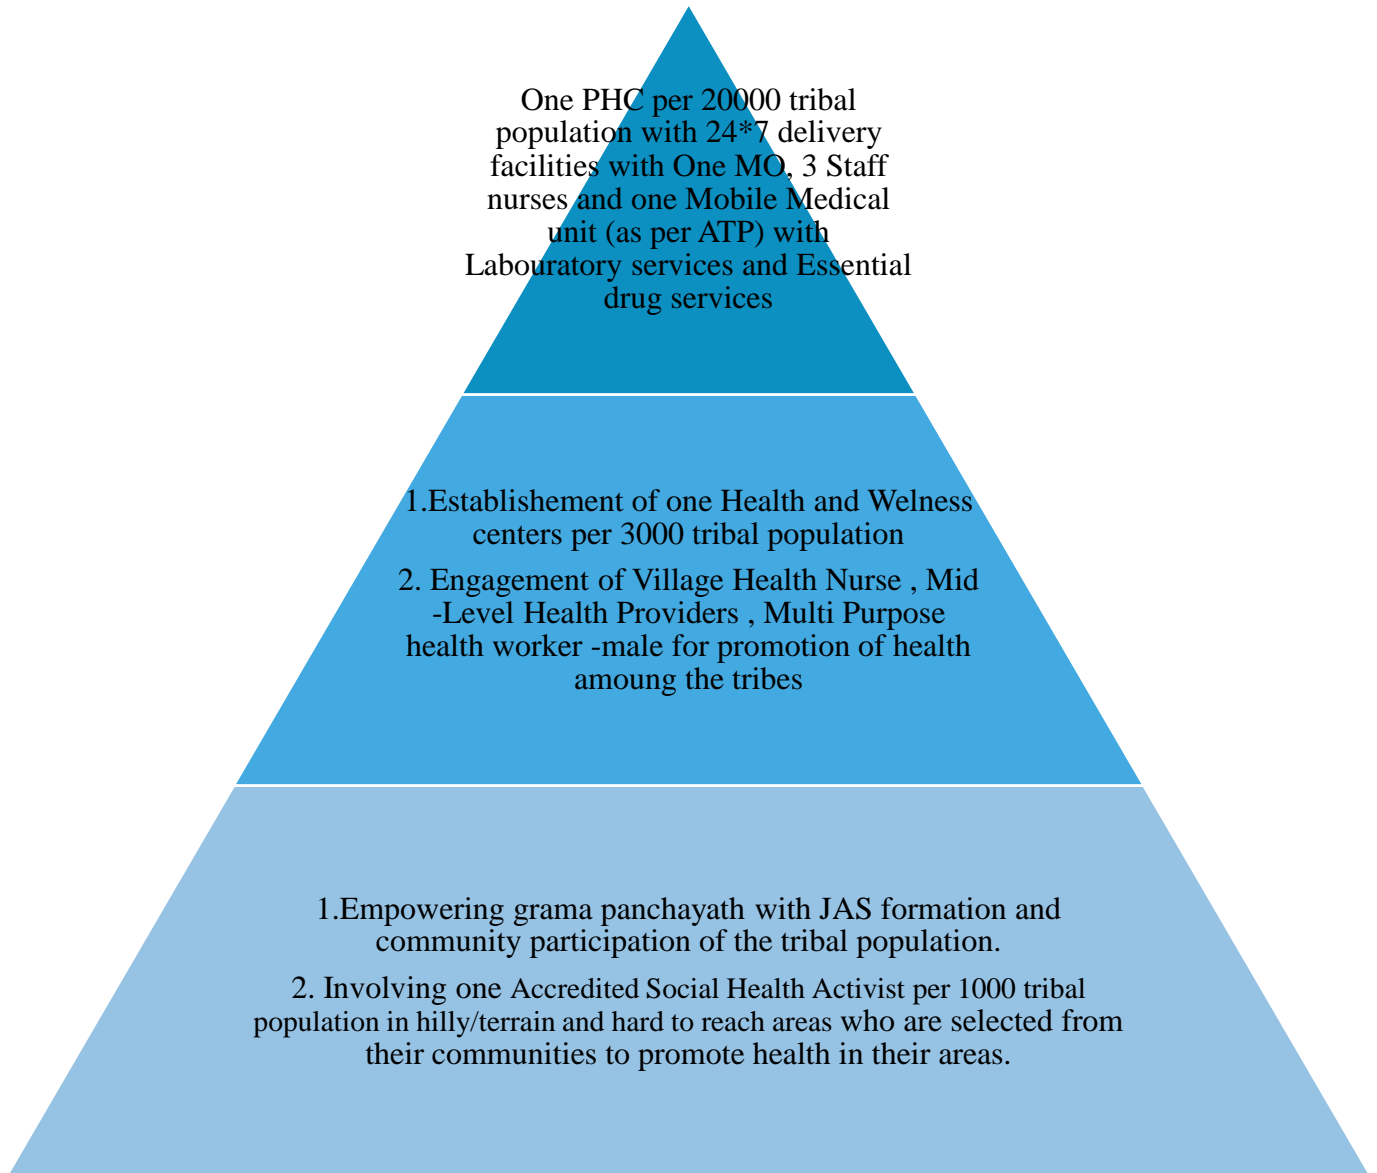 One PHC per 20000 tribal
population with 24*7 delivery
facilities with One MO, 3 Staff
nurses and one Mobile Medical
unit (as per ATP) with
Labouratory services and Essential
drug services
1.Establishement of one Health and Welness
centers per 3000 tribal population
2. Engagement of Village Health Nurse , Mid
-Level Health Providers , Multi Purpose
health worker -male for promotion of health
amoung the tribes
1.Empowering grama panchayath with JAS formation and
community participation of the tribal population.
2. Involving one Accredited Social Health Activist per 1000 tribal
population in hilly/terrain and hard to reach areas who are selected from
their communities to promote health in their areas.